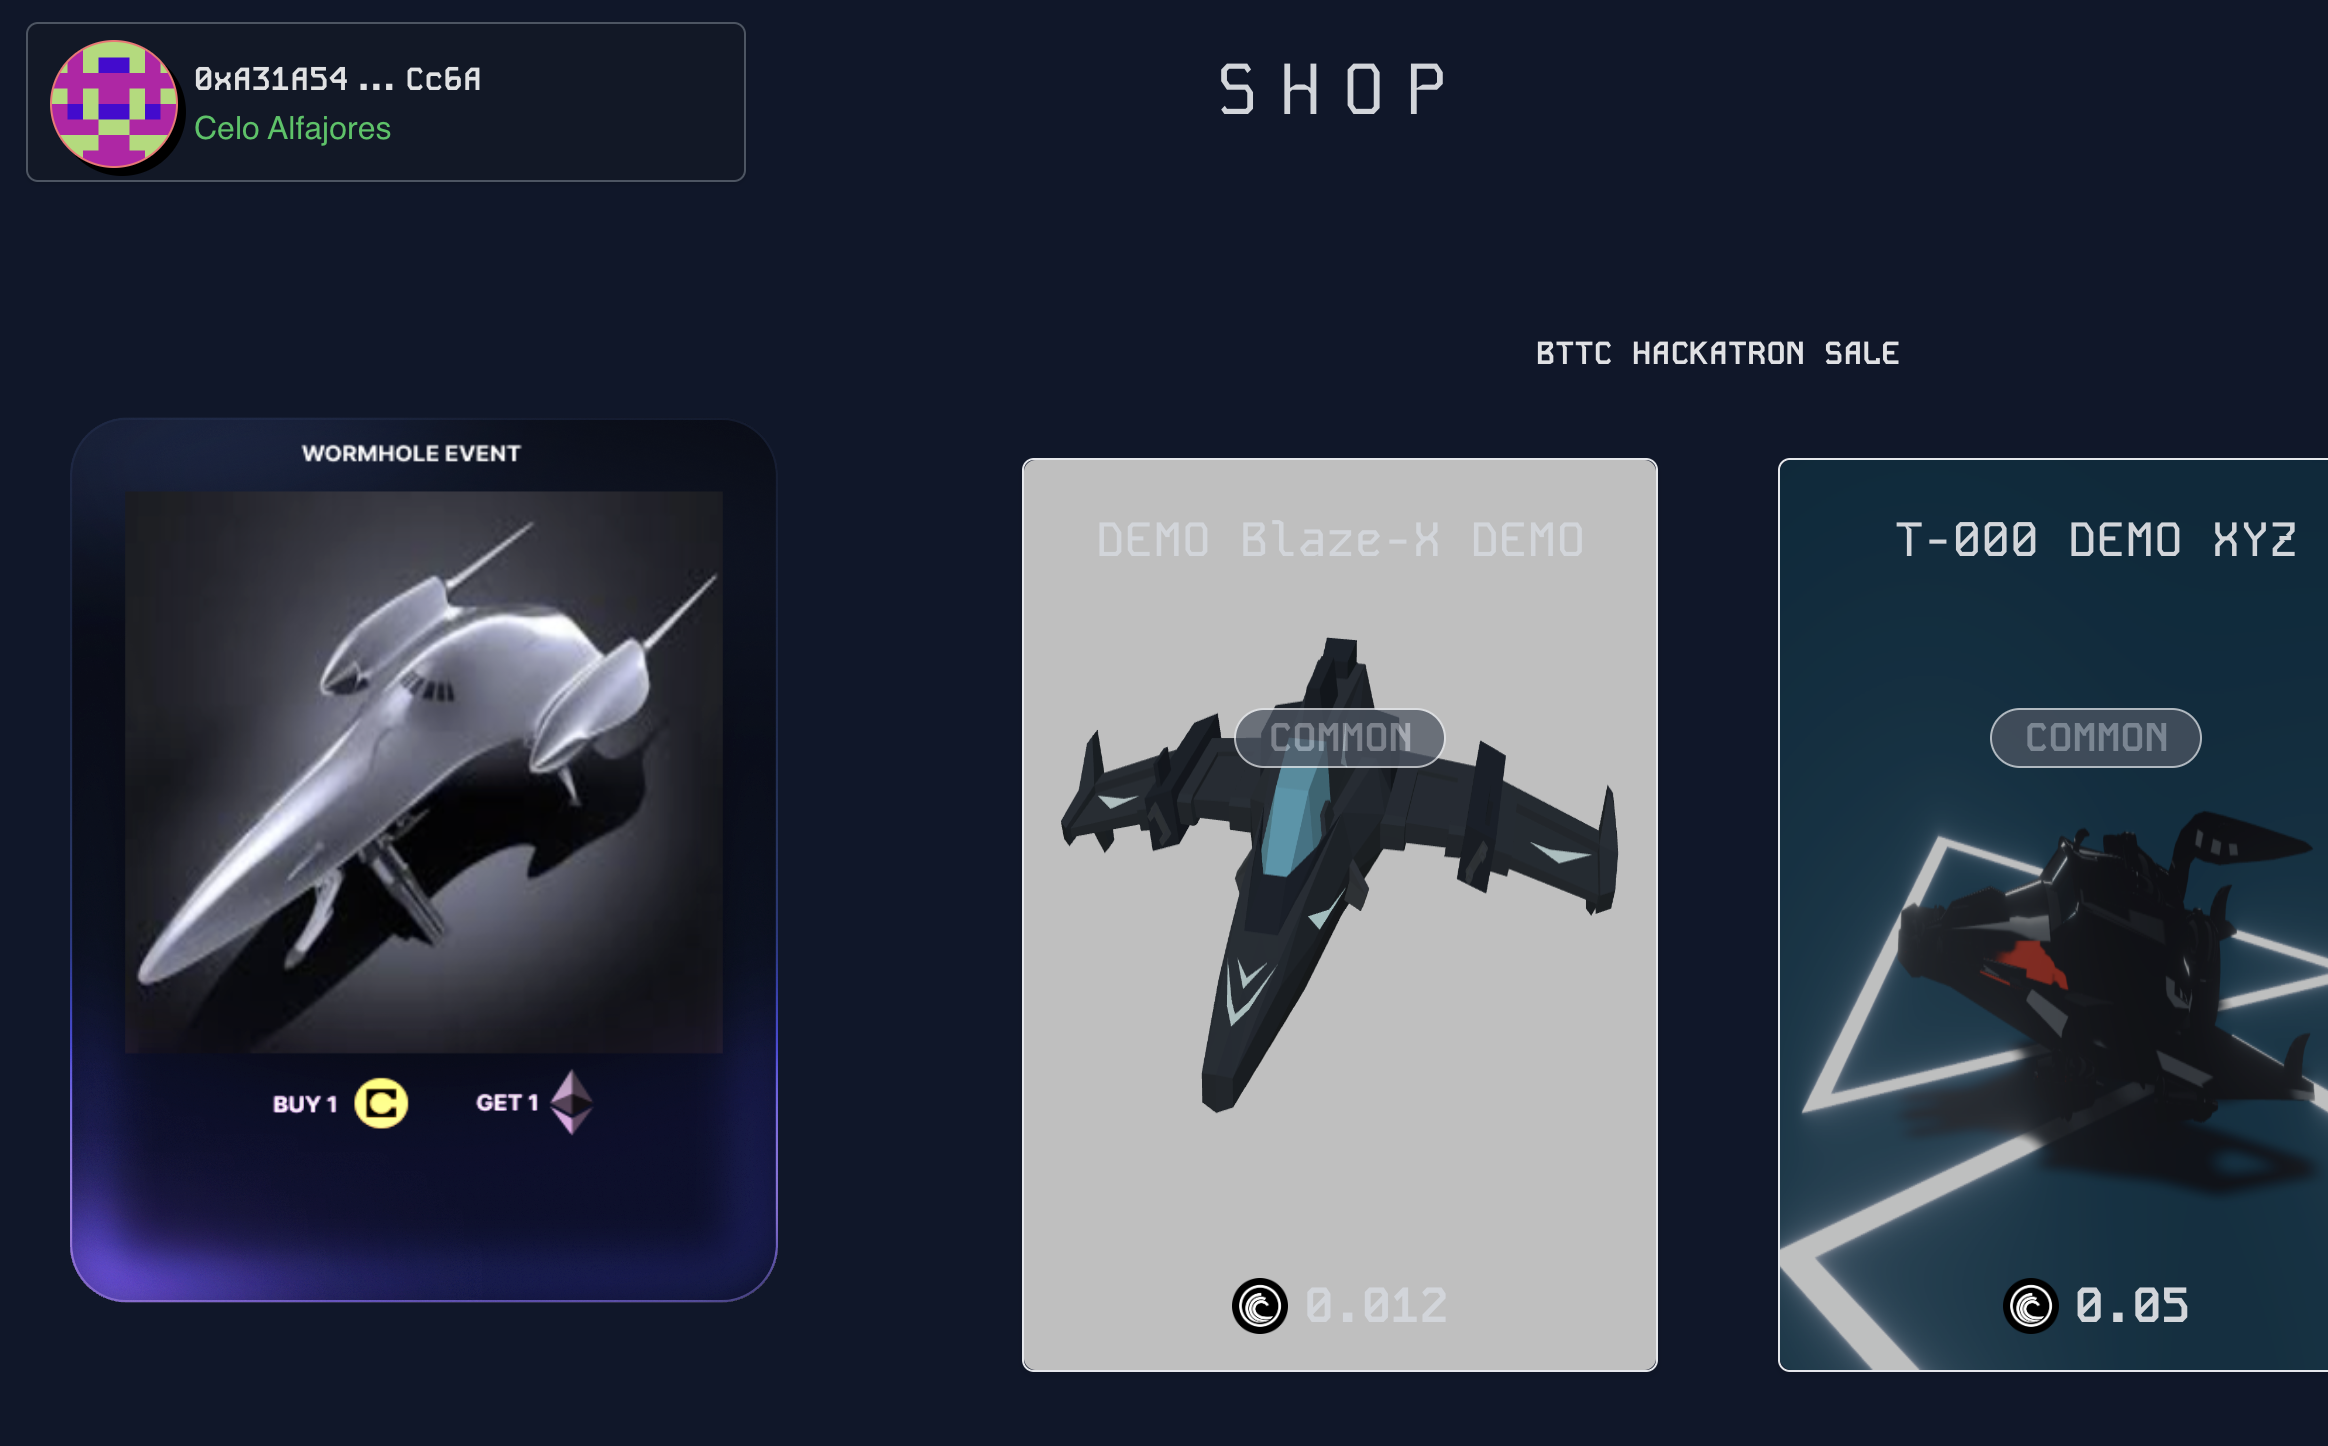 0xA31A54 ... Cc6A
Celo Alfajores
SHOP
BTTC HACKATRON SALE
WORMHOLE EVENT
BUY 1
GET 1
DEMO Blaze-X DEMO
COMMON
0.012
T-000 DEMO XYZ
COMMON
0.05